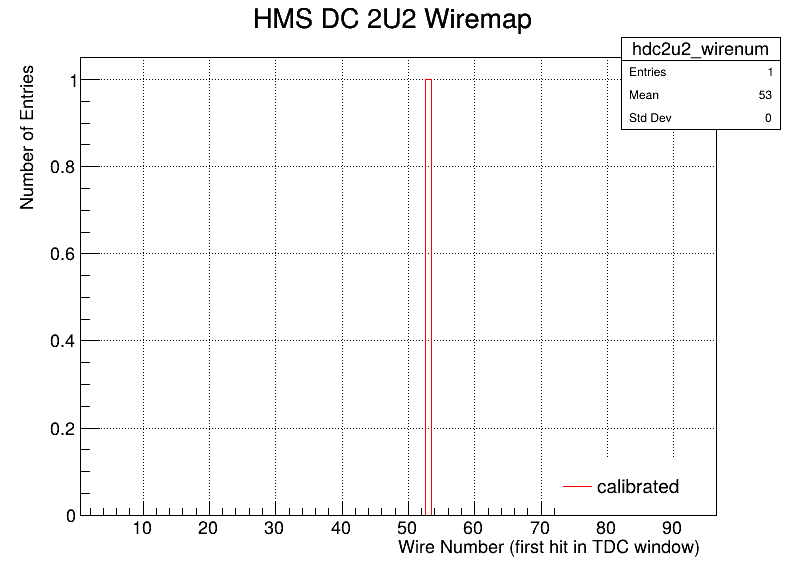 HMS DC 2U2 Wiremap
hdc2u2_wirenum
Entries 1
Mean 53
Std Dev 0
Number of Entries
1
0.8
0.6
0.4
0.2
0
calibrated
10 20 30 40 50 60 70 80 90
Wire Number (first hit in TDC window)